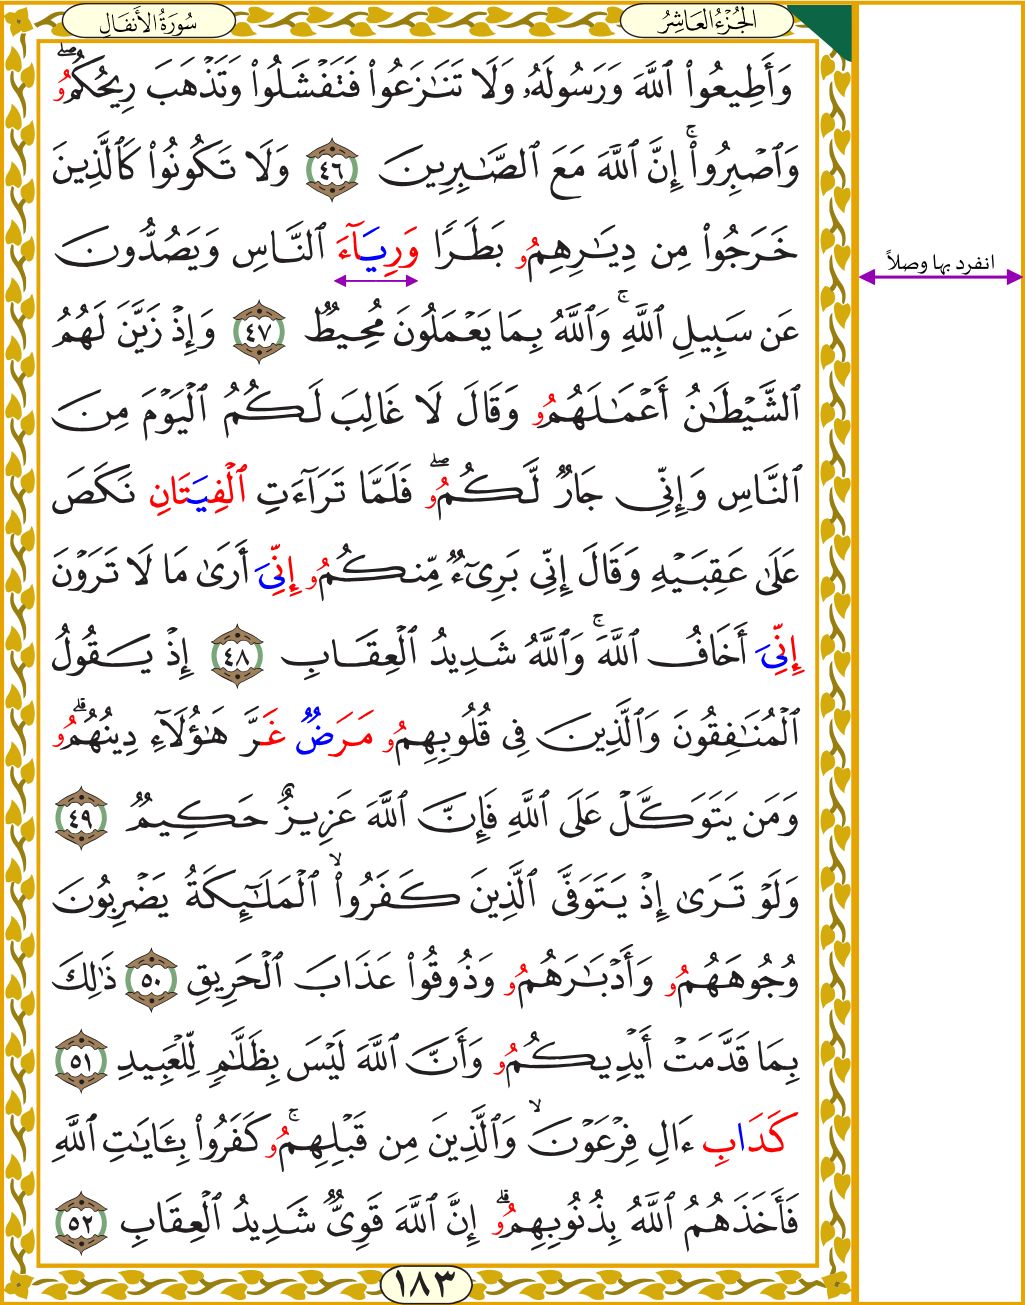 الجُزْءُ العَاشِرُ
سُورَةُ الأَنفَالِ
وَأَطِيعُوا۟ ٱللَّهَ وَرَسُولَهُۥ وَلَا تَنَـٰزَعُوا۟ فَتَفْشَلُوا۟ وَتَذْهَبَ رِيحُكُمُۥ ۖ
وَٱصْبِرُوٓا۟ ۚ إِنَّ ٱللَّهَ مَعَ ٱلصَّـٰبِرِينَ ٤٦ وَلَا تَكُونُوا۟ كَٱلَّذِينَ
خَرَجُوا۟ مِن دِيَـٰرِهِمُۥ بَطَرًا وَرِيَآءَ ٱلنَّاسِ وَيَصُدُّونَ
انفرد بها وصلاً
عَن سَبِيلِ ٱللَّهِ ۚ وَٱللَّهُ بِمَا يَعْمَلُونَ مُحِيطٌ ٤٧ وَإِذْ زَيَّنَ لَهُمُ
ٱلشَّيْطَـٰنُ أَعْمَـٰلَهُمُۥ وَقَالَ لَا غَالِبَ لَكُمُ ٱلْيَوْمَ مِنَ
ٱلنَّاسِ وَإِنِّى جَارٌ لَّكُمُۥ ۖ فَلَمَّا تَرَآءَتِ ٱلْفِيَتَانِ نَكَصَ
عَلَىٰ عَقِبَيْهِ وَقَالَ إِنِّى بَرِىٓءٌ مِّنكُمُۥ إِنِّىَ أَرَىٰ مَا لَا تَرَوْنَ
إِنِّىَ أَخَافُ ٱللَّهَ ۚ وَٱللَّهُ شَدِيدُ ٱلْعِقَابِ ٤٨ إِذْ يَقُولُ
ٱلْمُنَـٰفِقُونَ وَٱلَّذِينَ فِى قُلُوبِهِمُۥ مَرَضٌ غَرَّ هَـٰٓؤُلَآءِ دِينُهُمُۥ ۗ
وَمَن يَتَوَكَّلْ عَلَى ٱللَّهِ فَإِنَّ ٱللَّهَ عَزِيزٌ حَكِيمٌ ٤٩
وَلَوْ تَرَىٰٓ إِذْ يَتَوَفَّى ٱلَّذِينَ كَفَرُوا۟ ۙ ٱلْمَلَـٰٓئِكَةُ يَضْرِبُونَ
وُجُوهَهُمُۥ وَأَدْبَـٰرَهُمُۥ وَذُوقُوا۟ عَذَابَ ٱلْحَرِيقِ ٥٠ ذَٰلِكَ
بِمَا قَدَّمَتْ أَيْدِيكُمُۥ وَأَنَّ ٱللَّهَ لَيْسَ بِظَلَّـٰمٍ لِّلْعَبِيدِ ٥١
كَدَابِ ءَالِ فِرْعَوْنَ ۙ وَٱلَّذِينَ مِن قَبْلِهِمُۥ ۚ كَفَرُوا۟ بِـَٔايَـٰتِ ٱللَّهِ
فَأَخَذَهُمُ ٱللَّهُ بِذُنُوبِهِمُۥ ۗ إِنَّ ٱللَّهَ قَوِىٌّ شَدِيدُ ٱلْعِقَابِ ٥٢
١٨٣